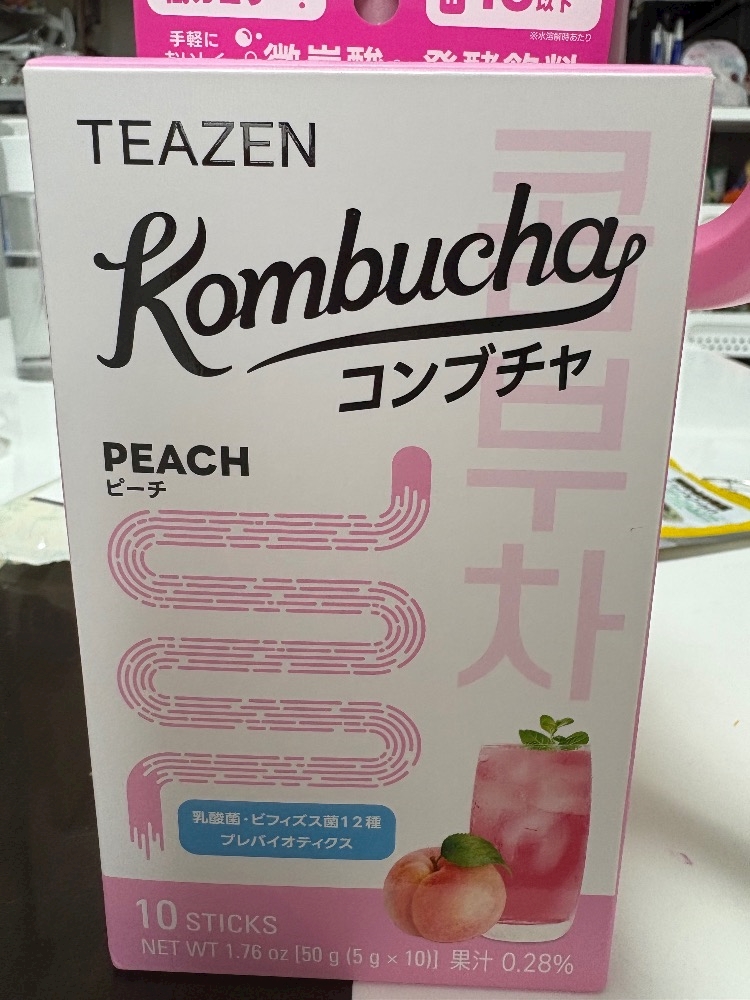 以下
※水溶解時あたり
手軽に
微炭酸
発酵飲料
TEAZEN
Kombucha
コンブチャ
콤부차
PEACH
ピーチ
乳酸菌・ビフィズス菌12種
プレバイオティクス
10 STICKS
NET WT 1.76 oz [50 g (5 g × 10)] 果汁 0.28%